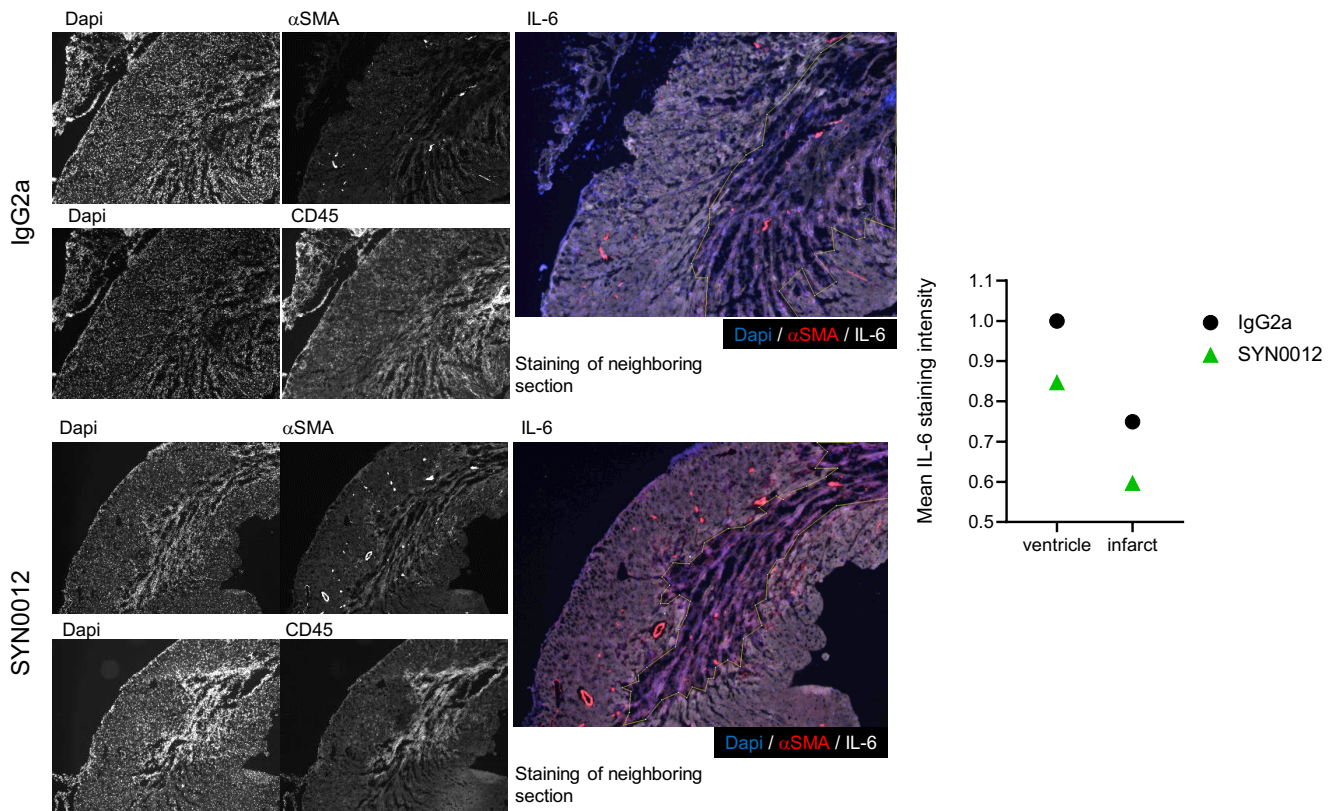 Dapi
αSMA
IL-6
IgG2a
Dapi
CD45
Dapi / αSMA / IL-6
Staining of neighboring
section
Dapi
αSMA
IL-6
SYN0012
Dapi
CD45
Dapi / αSMA / IL-6
Staining of neighboring
section
Mean IL-6 staining intensity
1.1
1.0
0.9
0.8
0.7
0.6
0.5
ventricle
infarct
IgG2a
SYN0012